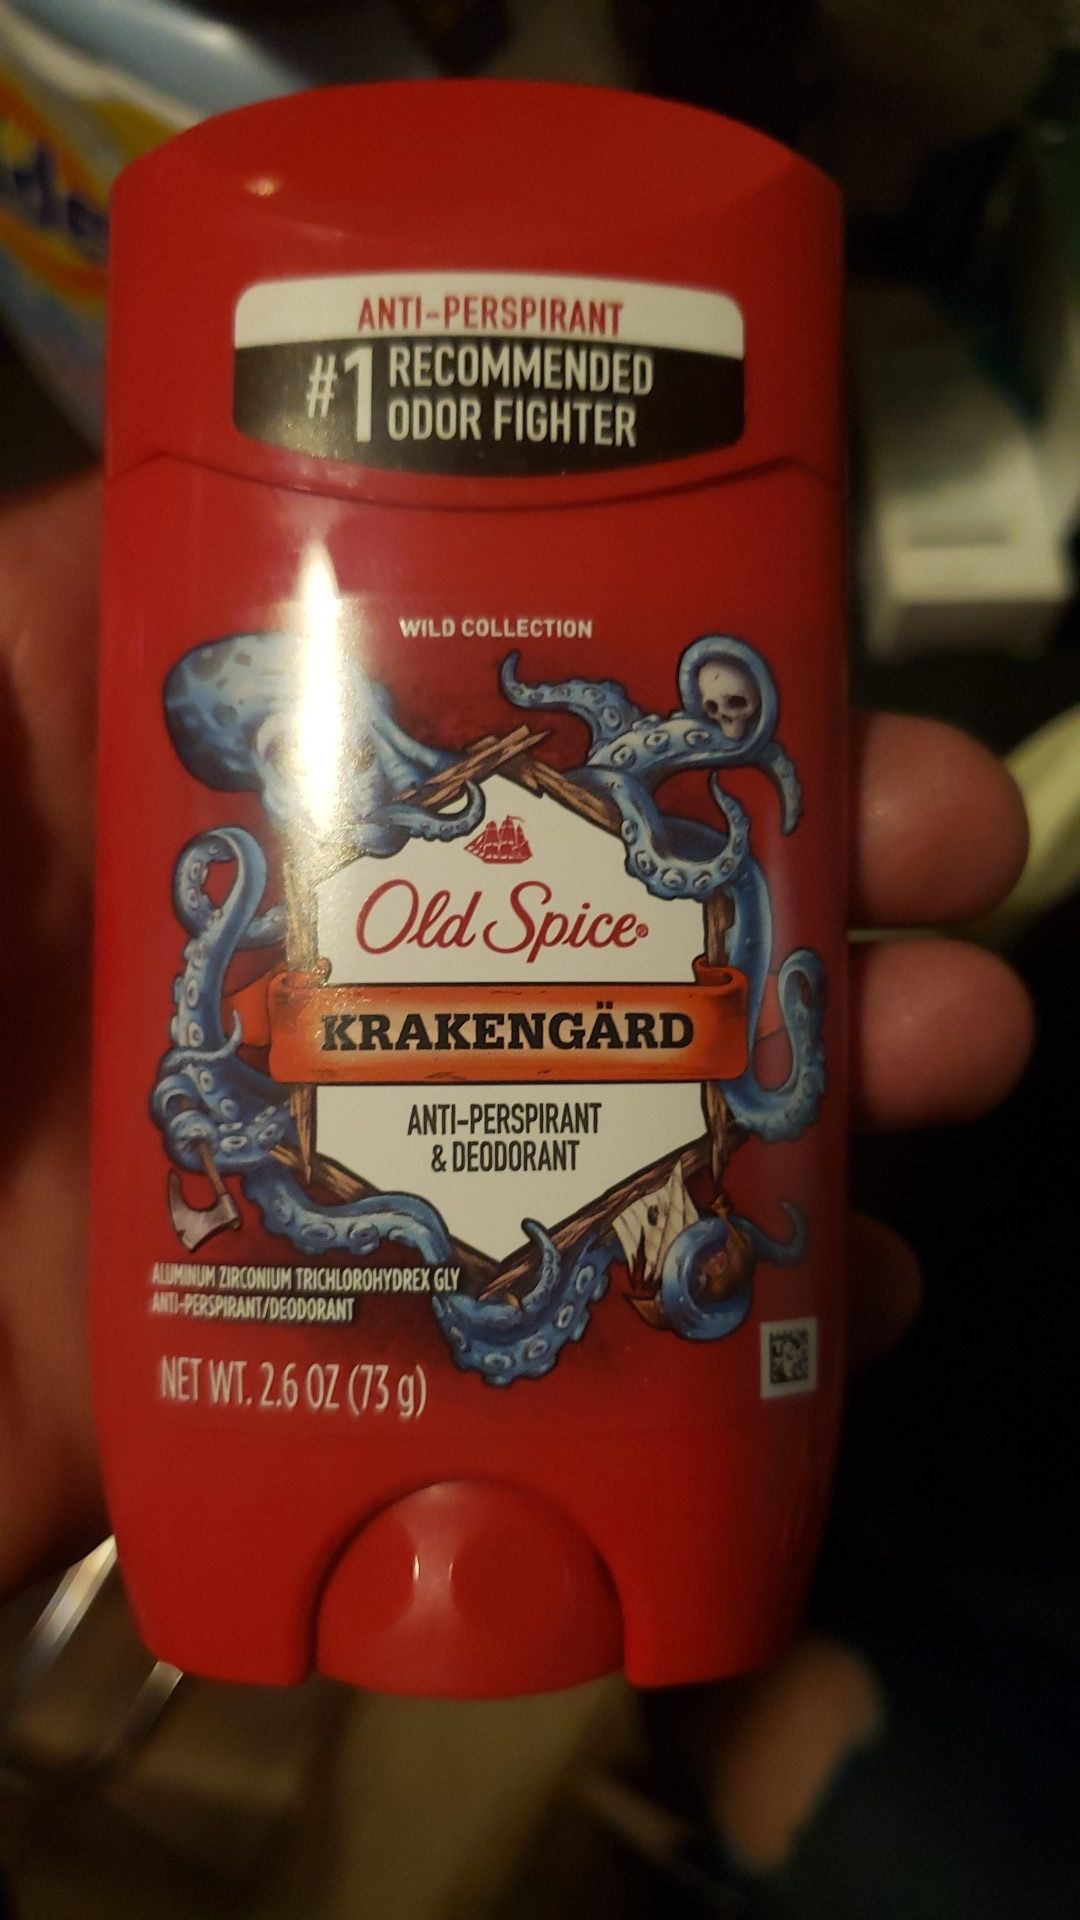 ANTI-PERSPIRANT
#1 RECOMMENDED
ODOR FIGHTER
WILD COLLECTION
Old Spice®
KRAKENGÄRD
ANTI-PERSPIRANT
& DEODORANT
ALUMINUM ZIRCONIUM TRICHLOROHYDREX GLY
ANTI-PERSPIRANT/DEODORANT
NET WT. 2.6 OZ (73 g)